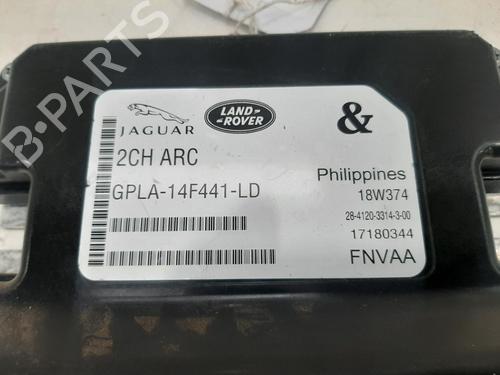 JAGUAR
LAND-
ROVER
&
2CH ARC
GPLA-14F441-LD
Philippines
18W374
28-4120-3314-3-00
17180344
FNVAA
B-PARTS